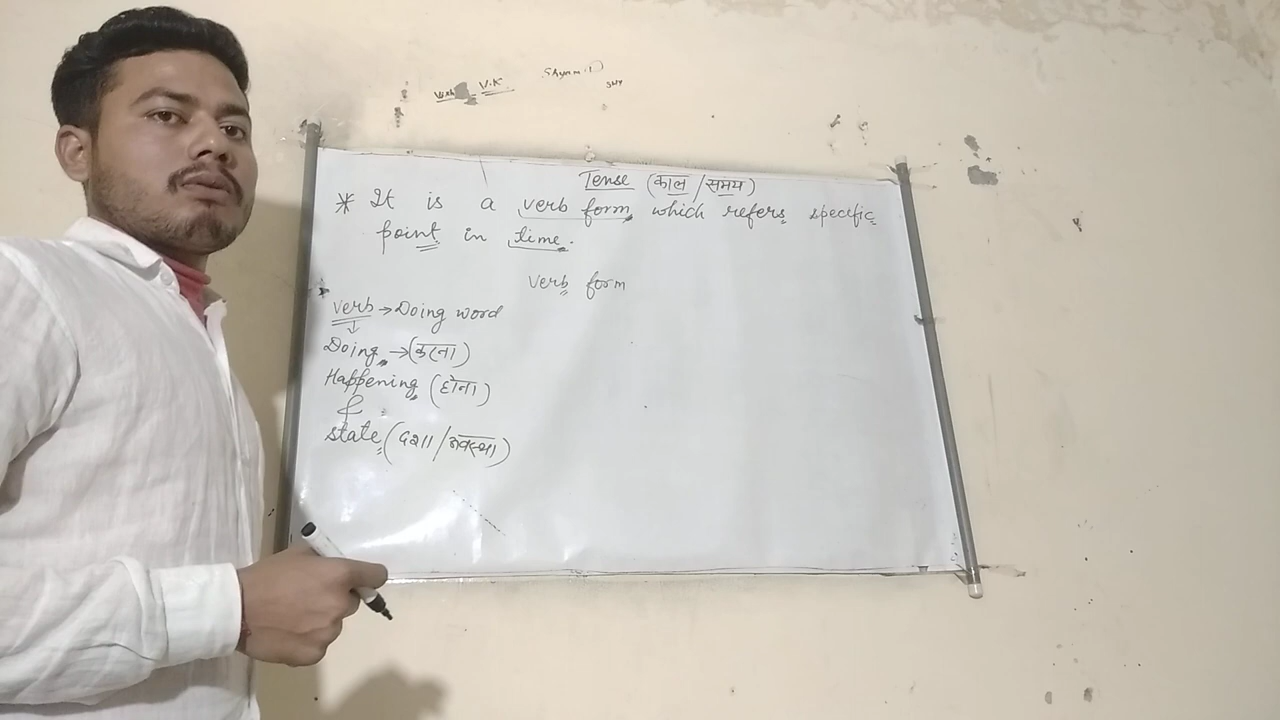 V.K
Tense (काल / समय)
* It is a verb form which refers specific
point in time.
verb form
verb → Doing word
↓
Doing → (करना)
Happening (होना)
&
state (दशा / अवस्था)